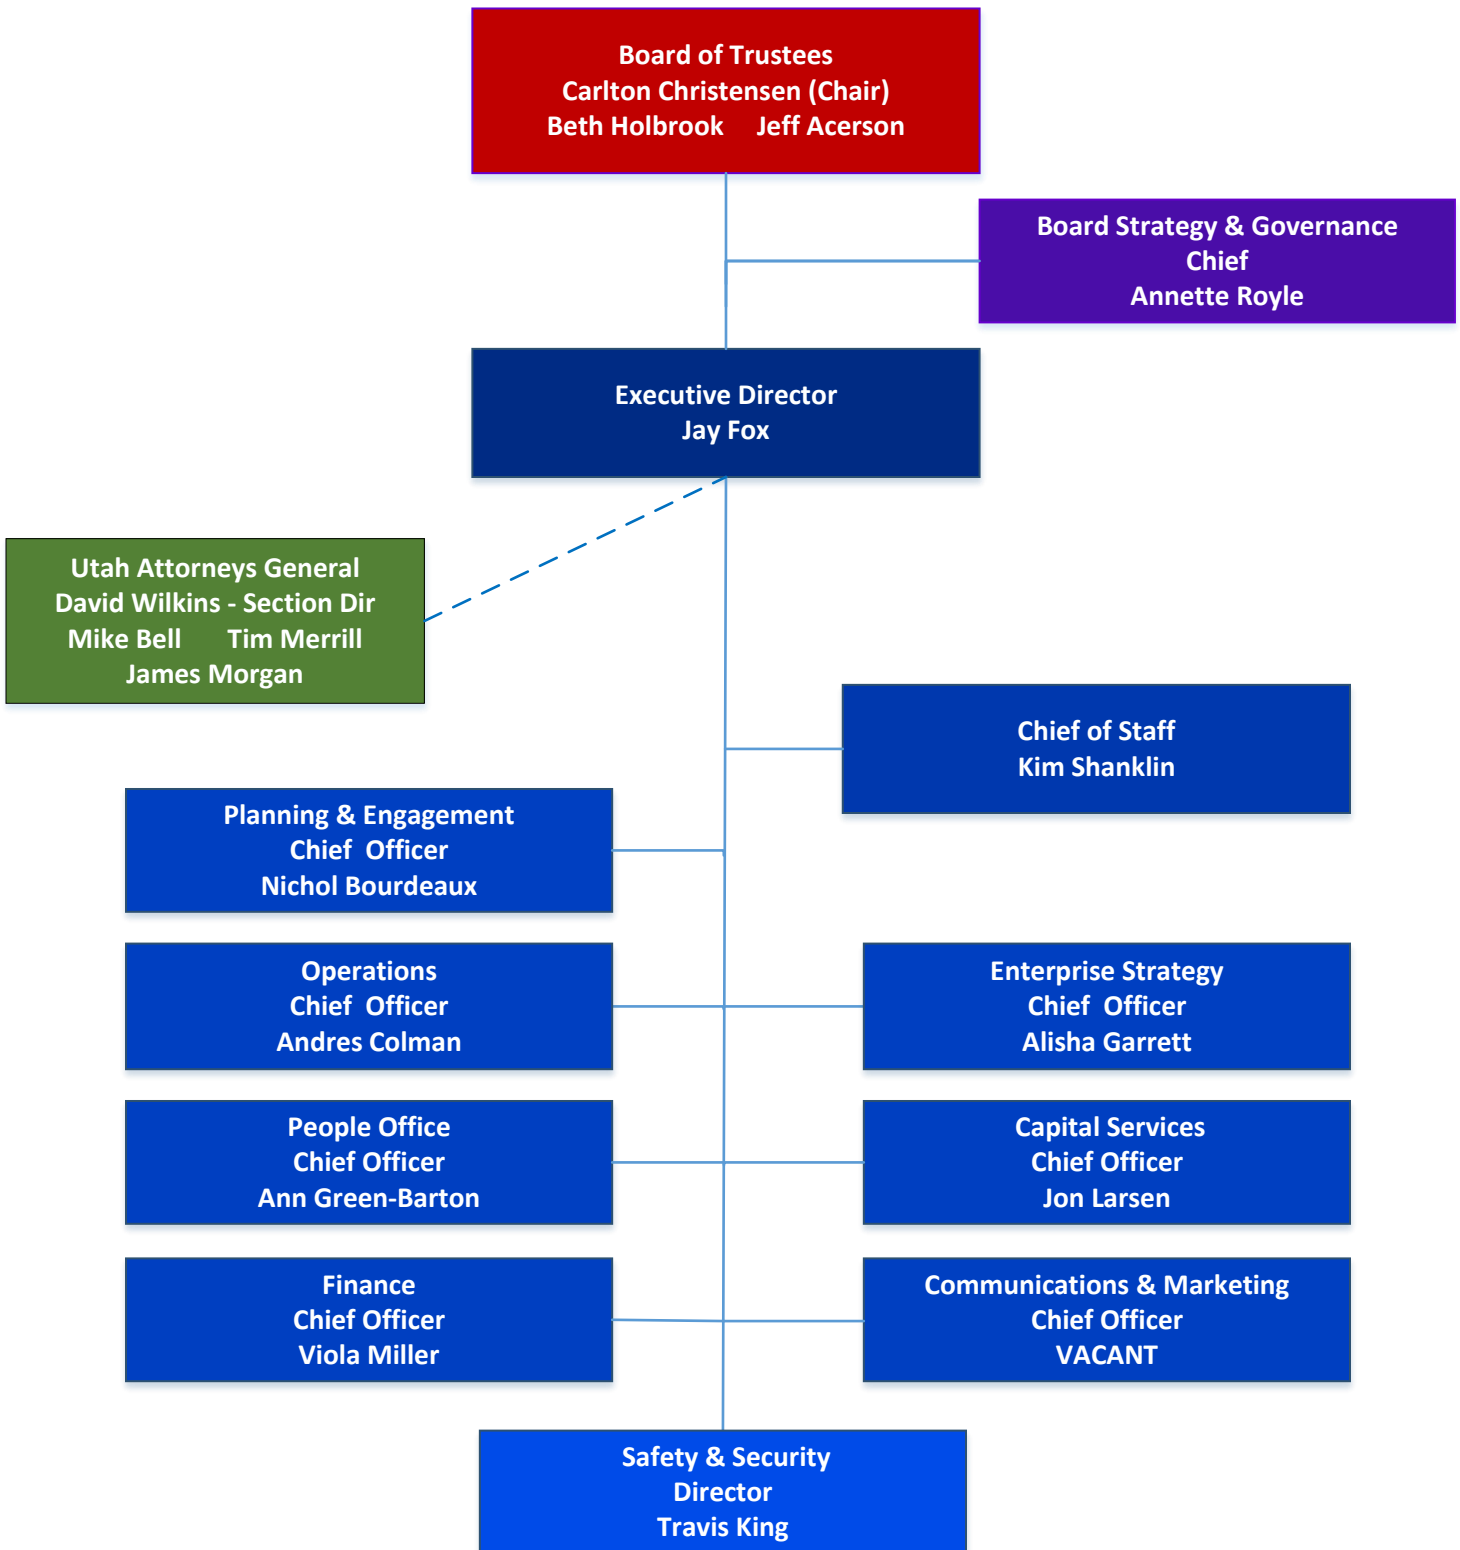 Board of Trustees
Carlton Christensen (Chair)
Beth Holbrook Jeff Acerson
Board Strategy & Governance
Chief
Annette Royle
Executive Director
Jay Fox
Utah Attorneys General
David Wilkins - Section Dir
Mike Bell Tim Merrill
James Morgan
Chief of Staff
Kim Shanklin
Planning & Engagement
Chief Officer
Nichol Bourdeaux
Operations
Chief Officer
Andres Colman
Enterprise Strategy
Chief Officer
Alisha Garrett
People Office
Chief Officer
Ann Green-Barton
Capital Services
Chief Officer
Jon Larsen
Finance
Chief Officer
Viola Miller
Communications & Marketing
Chief Officer
VACANT
Safety & Security
Director
Travis King